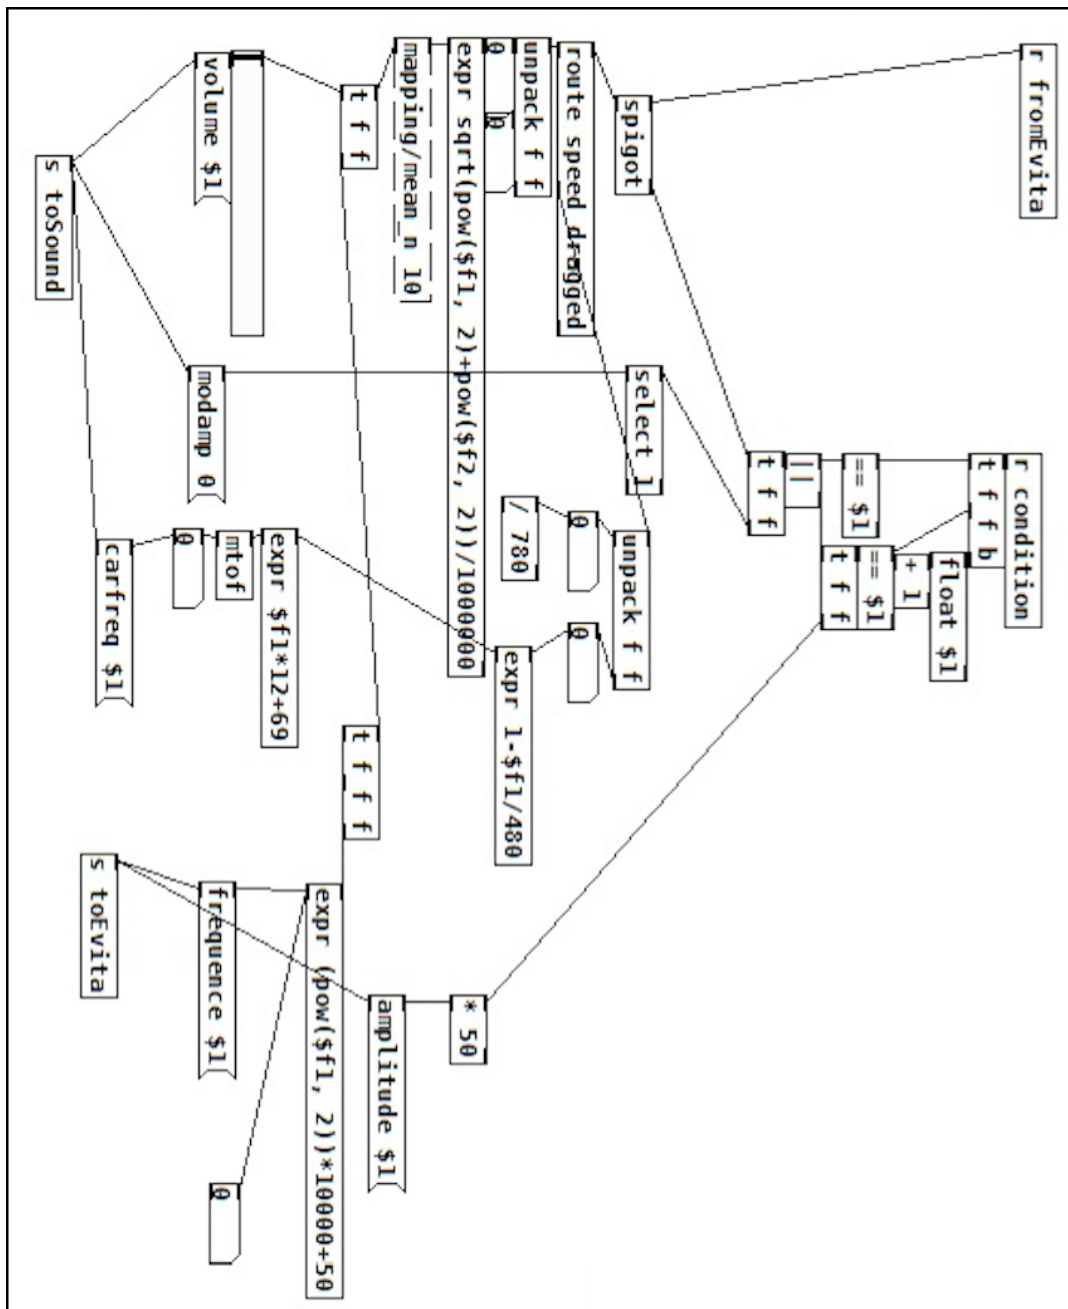 r fromEvita
r condition
t f f b
float $1
+ 1
== $1
== $1
t f f
||
t f f
spigot
select 1
route speed dragged
unpack f f
unpack f f
0
0
0
0
/ 780
expr 1-$f1/480
expr sqrt(pow($f1, 2)+pow($f2, 2))/1000000
* 50
mapping/mean_n 10
amplitude $1
t f f
t f f f
expr (pow($f1, 2))*10000+50
expr $f1*12+69
mtof
0
volume $1
modamp 0
frequence $1
0
carfreq $1
s toEvita
s toSound